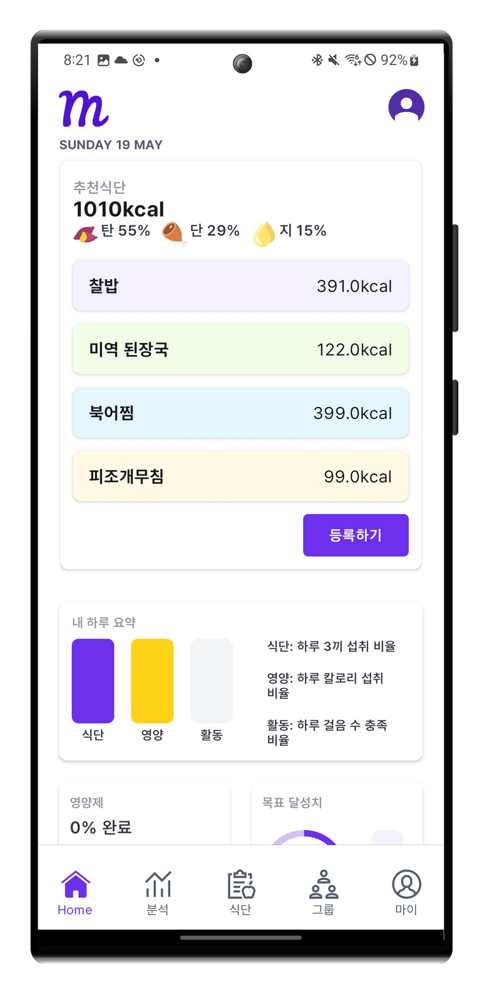 8:21
92%
m
SUNDAY 19 MAY
추천식단
1010kcal
탄 55% 단 29% 지 15%
찰밥 391.0kcal
미역 된장국 122.0kcal
북어찜 399.0kcal
피조개무침 99.0kcal
등록하기
내 하루 요약
식단 영양 활동
식단: 하루 3끼 섭취 비율
영양: 하루 칼로리 섭취
비율
활동: 하루 걸음 수 충족
비율
영양제
0% 완료
목표 달성치
Home 분석 식단 그룹 마이